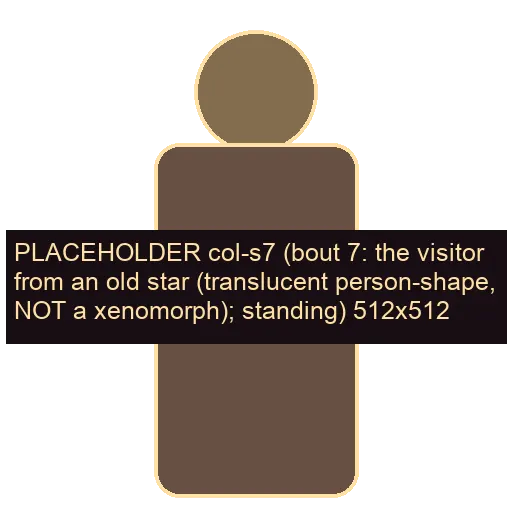 PLACEHOLDER col-s7 (bout 7: the visitor
from an old star (translucent person-shape,
NOT a xenomorph); standing) 512x512